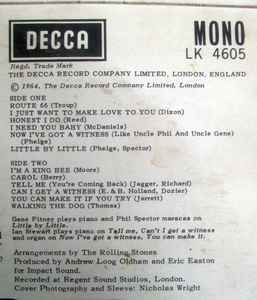 DECCA
MONO
LK 4605
Regd. Trade Mark
THE DECCA RECORD COMPANY LIMITED, LONDON, ENGLAND
℗ 1964, The Decca Record Company Limited, London
SIDE ONE
ROUTE 66 (Troup)
I JUST WANT TO MAKE LOVE TO YOU (Dixon)
HONEST I DO (Reed)
I NEED YOU BABY (McDaniels)
NOW I'VE GOT A WITNESS (Like Uncle Phil And Uncle Gene)
(Phelge)
LITTLE BY LITTLE (Phelge, Spector)
SIDE TWO
I'M A KING BEE (Moore)
CAROL (Berry)
TELL ME (You're Coming Back) (Jagger, Richard)
CAN I GET A WITNESS (E. & B. Holland, Dozier)
YOU CAN MAKE IT IF YOU TRY (Jarrett)
WALKING THE DOG (Thomas)
Gene Pitney plays piano and Phil Spector maracas on
Little by Little.
Ian Stewart plays piano on Tell me, Can't I get a witness
and organ on Now I've got a witness, You can make it.
Arrangements by The Rolling Stones
Produced by Andrew Loog Oldham and Eric Easton
for Impact Sound.
Recorded at Regent Sound Studios, London.
Cover Photography and Sleeve: Nicholas Wright